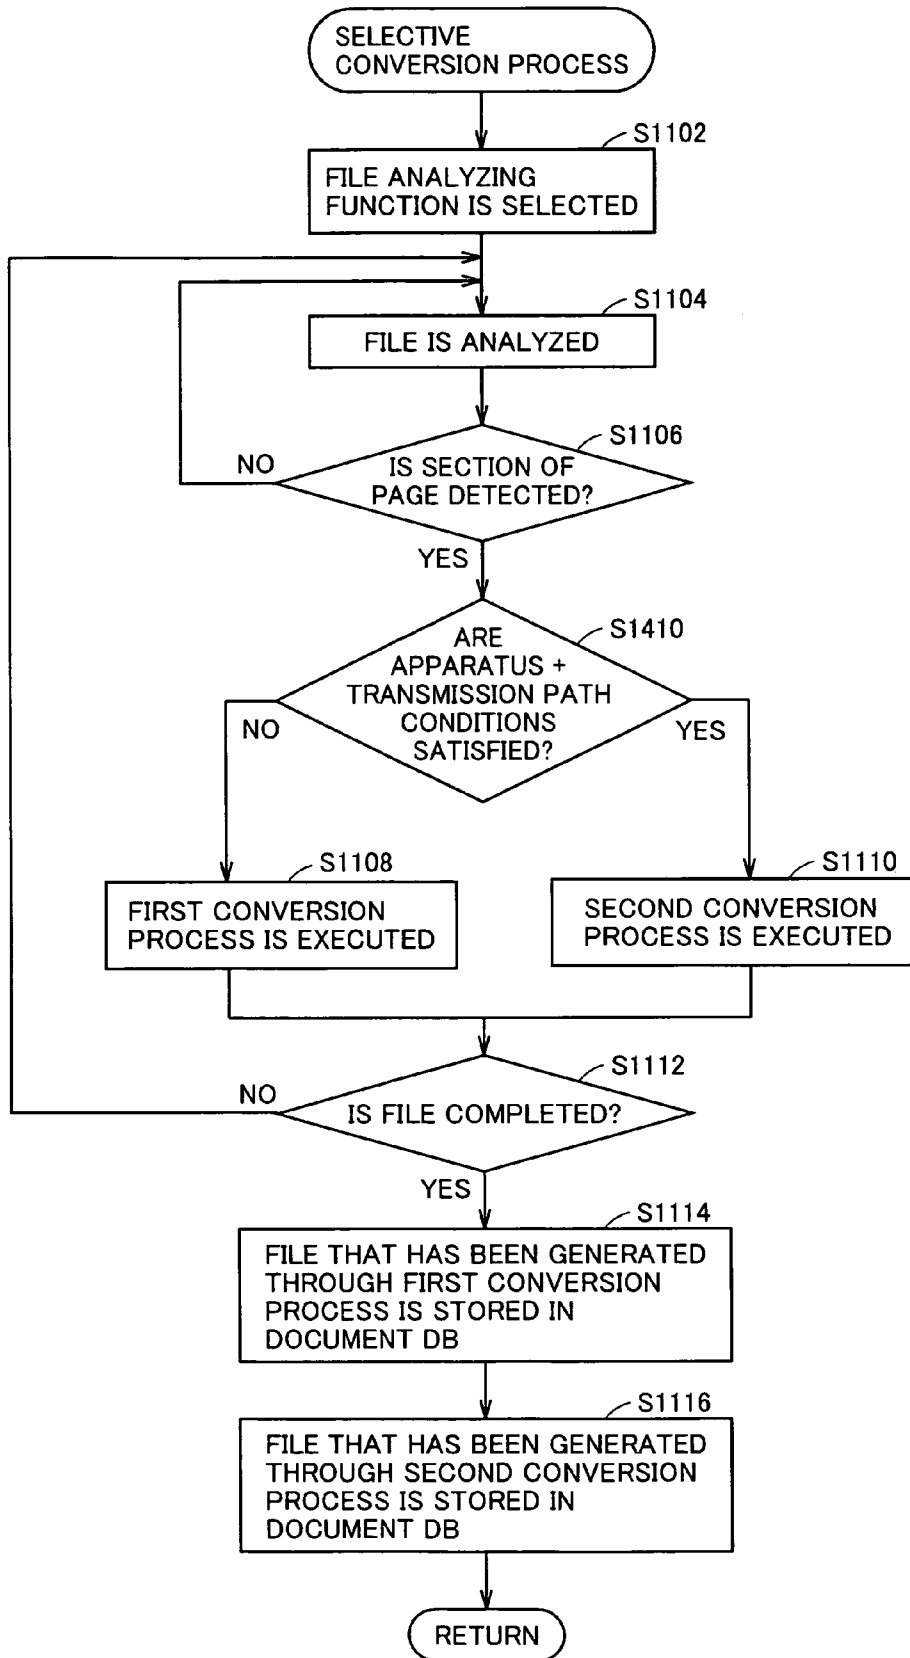 SELECTIVE
CONVERSION PROCESS
S1102
FILE ANALYZING
FUNCTION IS SELECTED
S1104
FILE IS ANALYZED
S1106
NO
IS SECTION OF
PAGE DETECTED?
YES
S1410
ARE
APPARATUS +
TRANSMISSION PATH
CONDITIONS
SATISFIED?
NO
YES
S1108
FIRST CONVERSION
PROCESS IS EXECUTED
S1110
SECOND CONVERSION
PROCESS IS EXECUTED
S1112
NO
IS FILE COMPLETED?
YES
S1114
FILE THAT HAS BEEN GENERATED
THROUGH FIRST CONVERSION
PROCESS IS STORED IN
DOCUMENT DB
S1116
FILE THAT HAS BEEN GENERATED
THROUGH SECOND CONVERSION
PROCESS IS STORED IN
DOCUMENT DB
RETURN